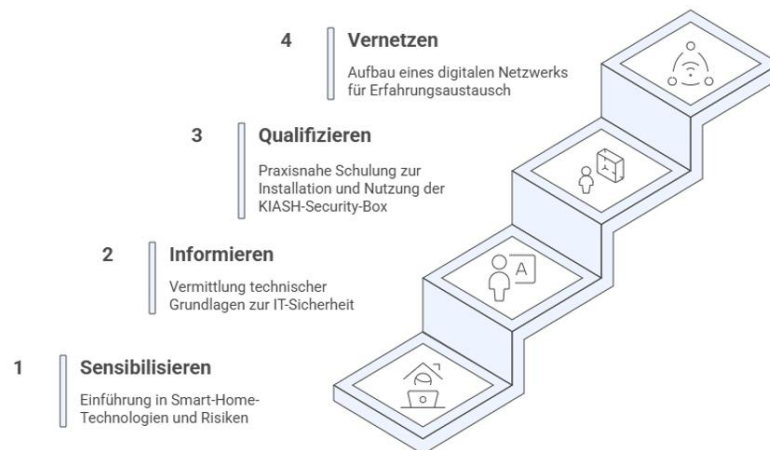 4 Vernetzen
Aufbau eines digitalen Netzwerks
für Erfahrungsaustausch
3 Qualifizieren
Praxisnahe Schulung zur
Installation und Nutzung der
KIASH-Security-Box
2 Informieren
Vermittlung technischer
Grundlagen zur IT-Sicherheit
A
1 Sensibilisieren
Einführung in Smart-Home-
Technologien und Risiken